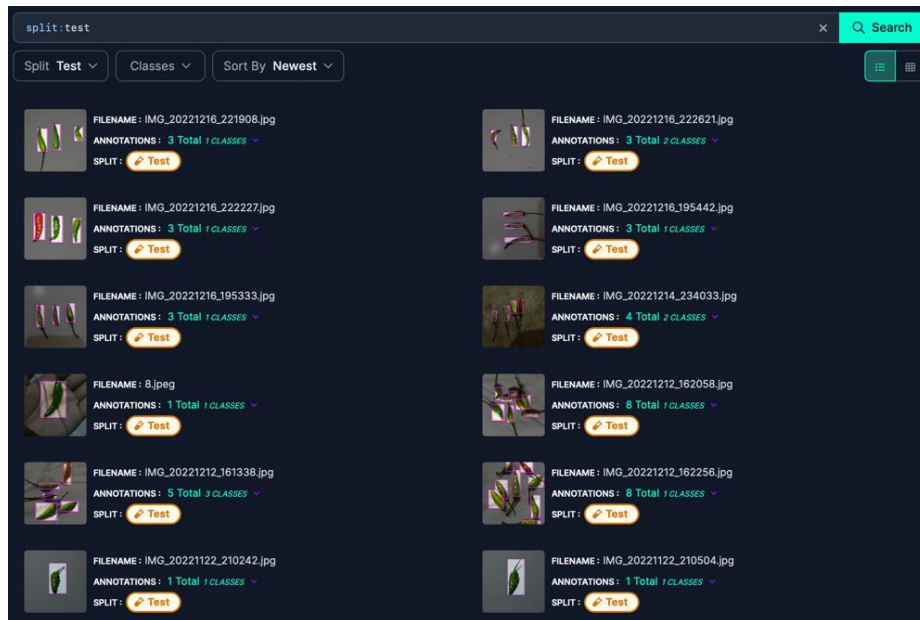 split:test
Search
Split Test
Classes
Sort By Newest
FILENAME : IMG_20221216_221908.jpg
ANNOTATIONS : 3 Total 1 CLASSES
SPLIT : Test
FILENAME : IMG_20221216_222621.jpg
ANNOTATIONS : 3 Total 2 CLASSES
SPLIT : Test
FILENAME : IMG_20221216_222227.jpg
ANNOTATIONS : 3 Total 1 CLASSES
SPLIT : Test
FILENAME : IMG_20221216_195442.jpg
ANNOTATIONS : 3 Total 1 CLASSES
SPLIT : Test
FILENAME : IMG_20221216_195333.jpg
ANNOTATIONS : 3 Total 1 CLASSES
SPLIT : Test
FILENAME : IMG_20221214_234033.jpg
ANNOTATIONS : 4 Total 2 CLASSES
SPLIT : Test
FILENAME : 8.jpeg
ANNOTATIONS : 1 Total 1 CLASSES
SPLIT : Test
FILENAME : IMG_20221212_162058.jpg
ANNOTATIONS : 8 Total 1 CLASSES
SPLIT : Test
FILENAME : IMG_20221212_161338.jpg
ANNOTATIONS : 5 Total 3 CLASSES
SPLIT : Test
FILENAME : IMG_20221212_162256.jpg
ANNOTATIONS : 8 Total 1 CLASSES
SPLIT : Test
FILENAME : IMG_20221122_210242.jpg
ANNOTATIONS : 1 Total 1 CLASSES
SPLIT : Test
FILENAME : IMG_20221122_210504.jpg
ANNOTATIONS : 1 Total 1 CLASSES
SPLIT : Test